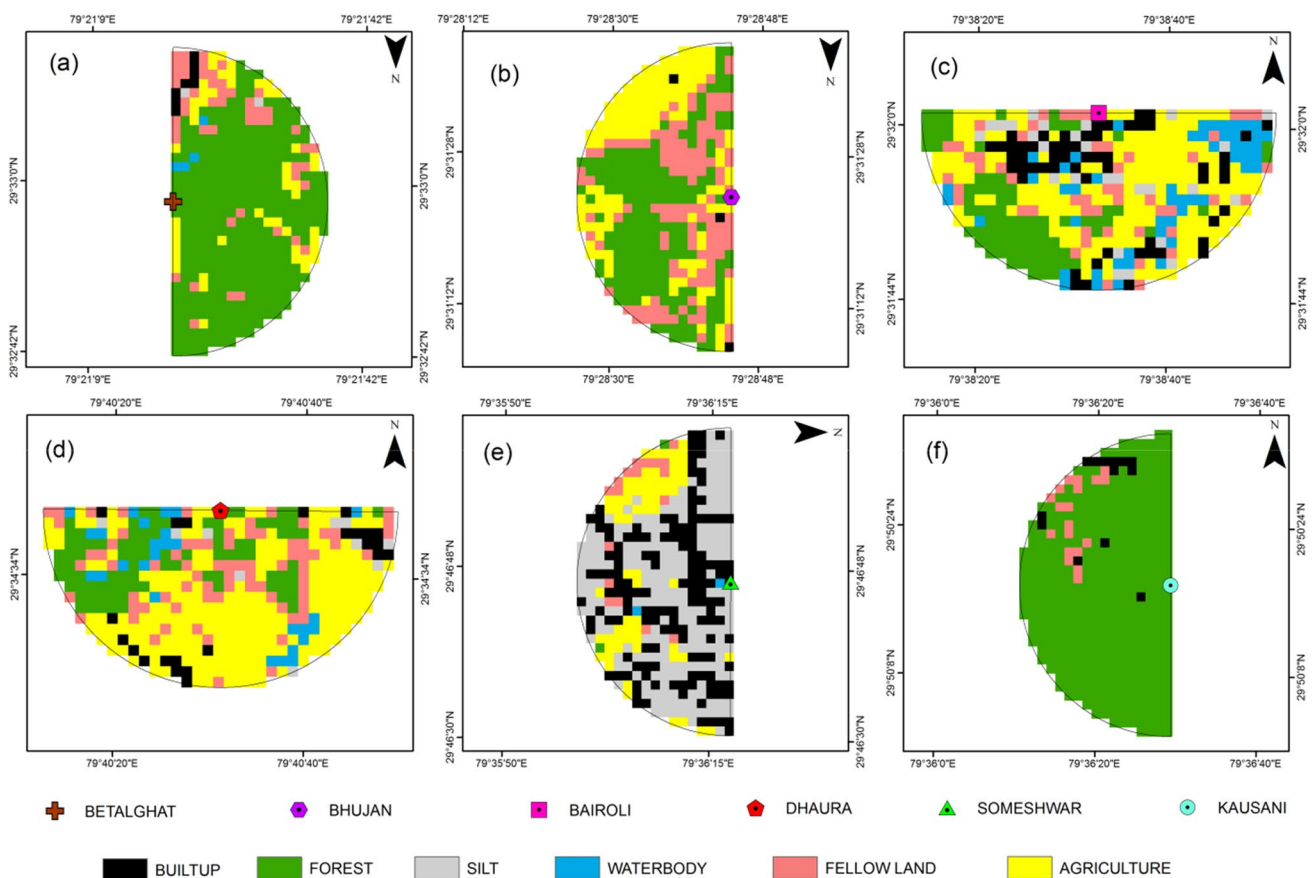 79°21'9"E 79°21'42"E
(a)
N
29°33'0"N
29°33'0"N
29°32'42"N
29°32'42"N
79°21'9"E 79°21'42"E
79°28'12"E 79°28'30"E 79°28'48"E
(b)
N
29°31'28"N
29°31'28"N
29°31'12"N
29°31'12"N
79°28'30"E 79°28'48"E
79°38'20"E 79°38'40"E
(c)
N
29°32'0"N
29°32'0"N
29°31'44"N
29°31'44"N
79°38'20"E 79°38'40"E
79°40'20"E 79°40'40"E
(d)
N
29°34'34"N
29°34'34"N
79°40'20"E 79°40'40"E
79°35'50"E 79°36'15"E
(e)
N
29°46'48"N
29°46'48"N
29°46'30"N
29°46'30"N
79°35'50"E 79°36'15"E
79°36'0"E 79°36'20"E 79°36'40"E
(f)
N
29°50'24"N
29°50'24"N
29°50'8"N
29°50'8"N
79°36'0"E 79°36'20"E 79°36'40"E
BETALGHAT BHUJAN BAIROLI DHAURA SOMESHWAR KAUSANI
BUILTUP FOREST SILT WATERBODY FELLOW LAND AGRICULTURE